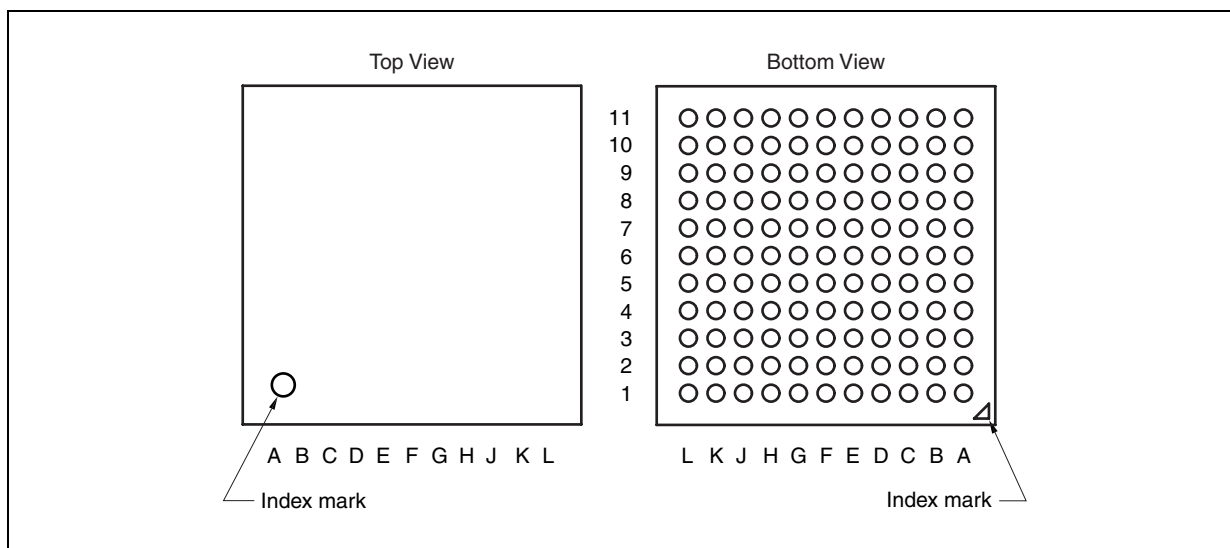 Top View
Bottom View
11
10
9
8
7
6
5
4
3
2
1
A B C D E F G H J K L
L K J H G F E D C B A
Index mark
Index mark